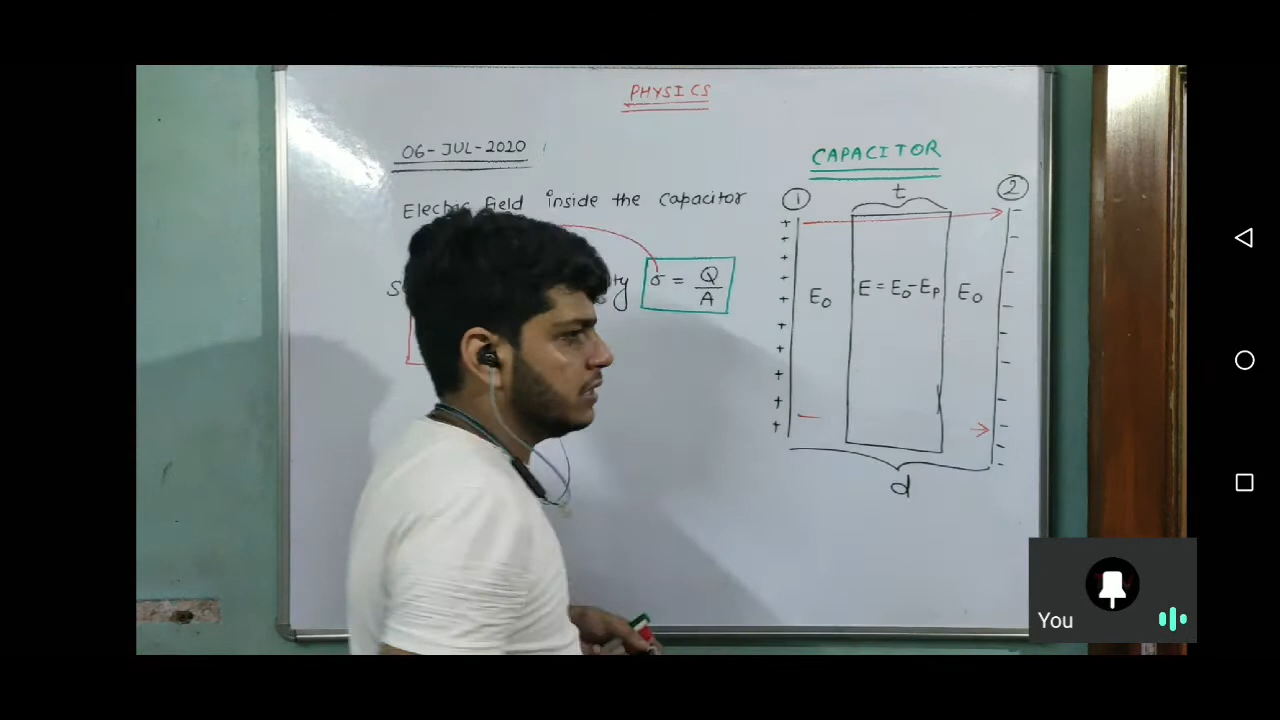 PHYSICS
06-JUL-2020
Electric field inside the capacitor
σ = Q/A
CAPACITOR
1
t
2
+ + + + + + + + + +
E₀
E = E₀ - Eₚ
E₀
- - - - - - - - - -
d
You